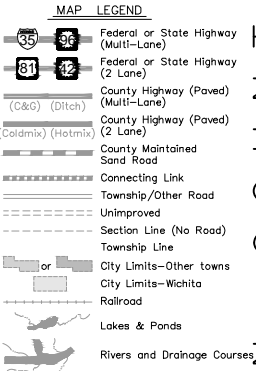 MAP LEGEND
35 96 Federal or State Highway
(Multi-Lane)
81 42 Federal or State Highway
(2 Lane)
County Highway (Paved)
(C&G) (Ditch) (Multi-Lane)
County Highway (Paved)
(Coldmix) (Hotmix) (2 Lane)
County Maintained
Sand Road
Connecting Link
Township/Other Road
Unimproved
Section Line (No Road)
Township Line
or City Limits-Other towns
City Limits-Wichita
Railroad
Lakes & Ponds
Rivers and Drainage Courses